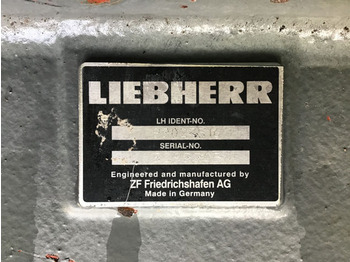 LIEBHERR
LH IDENT-NO.
SERIAL-NO.
Engineered and manufactured by
ZF Friedrichshafen AG
Made in Germany